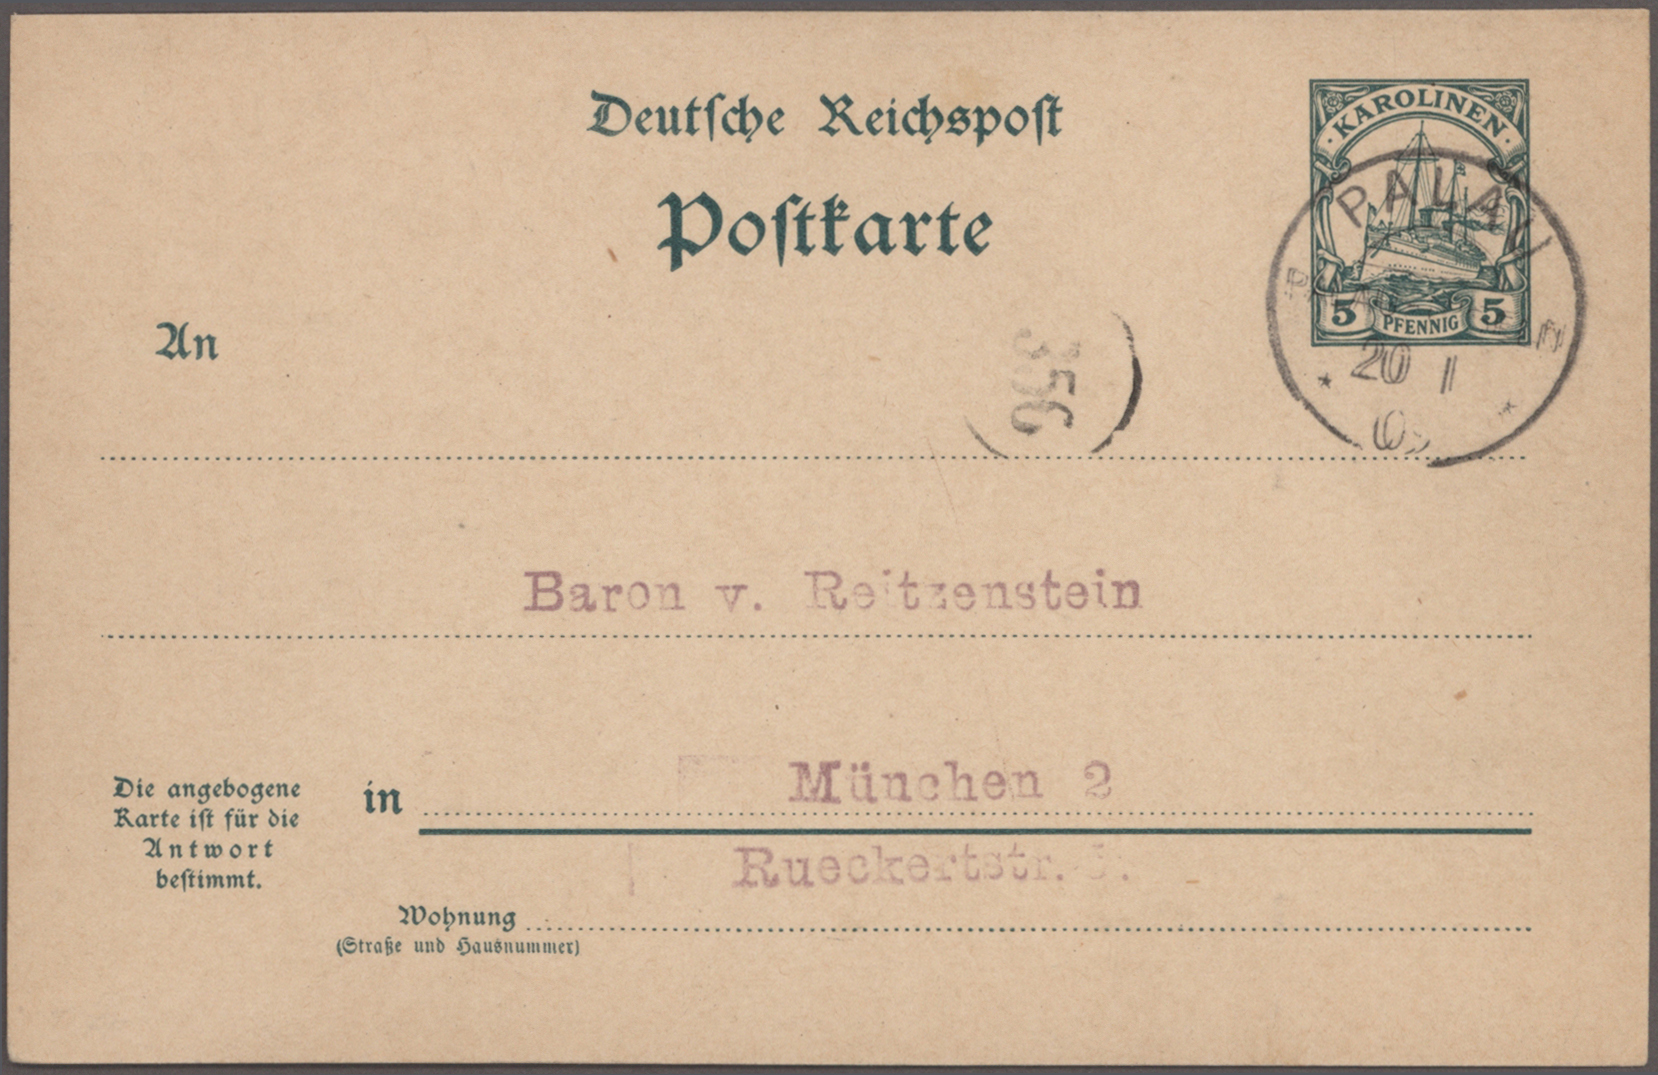 Deutſche Reichspoſt
KAROLINEN
Poſtkarte
5 PFENNIG 5
PALAU
20 1
An
356
Baron v. Reitzenstein
in
München 2
Rueckertstr.
Die angebogene
Karte iſt für die
Antwort
beſtimmt.
Wohnung
(Straße und Hausnummer)